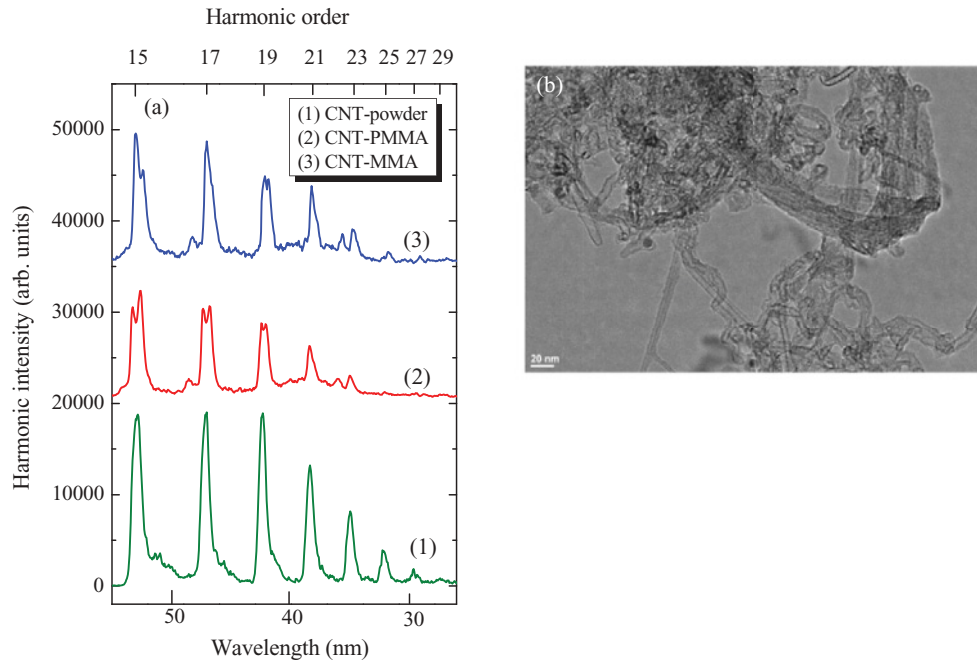 Harmonic order
15 17 19 21 23 25 27 29
(a)
(1) CNT-powder
(2) CNT-PMMA
(3) CNT-MMA
50000
40000
30000
20000
10000
0
(3)
(2)
(1)
Harmonic intensity (arb. units)
50 40 30
Wavelength (nm)
(b)
20 nm